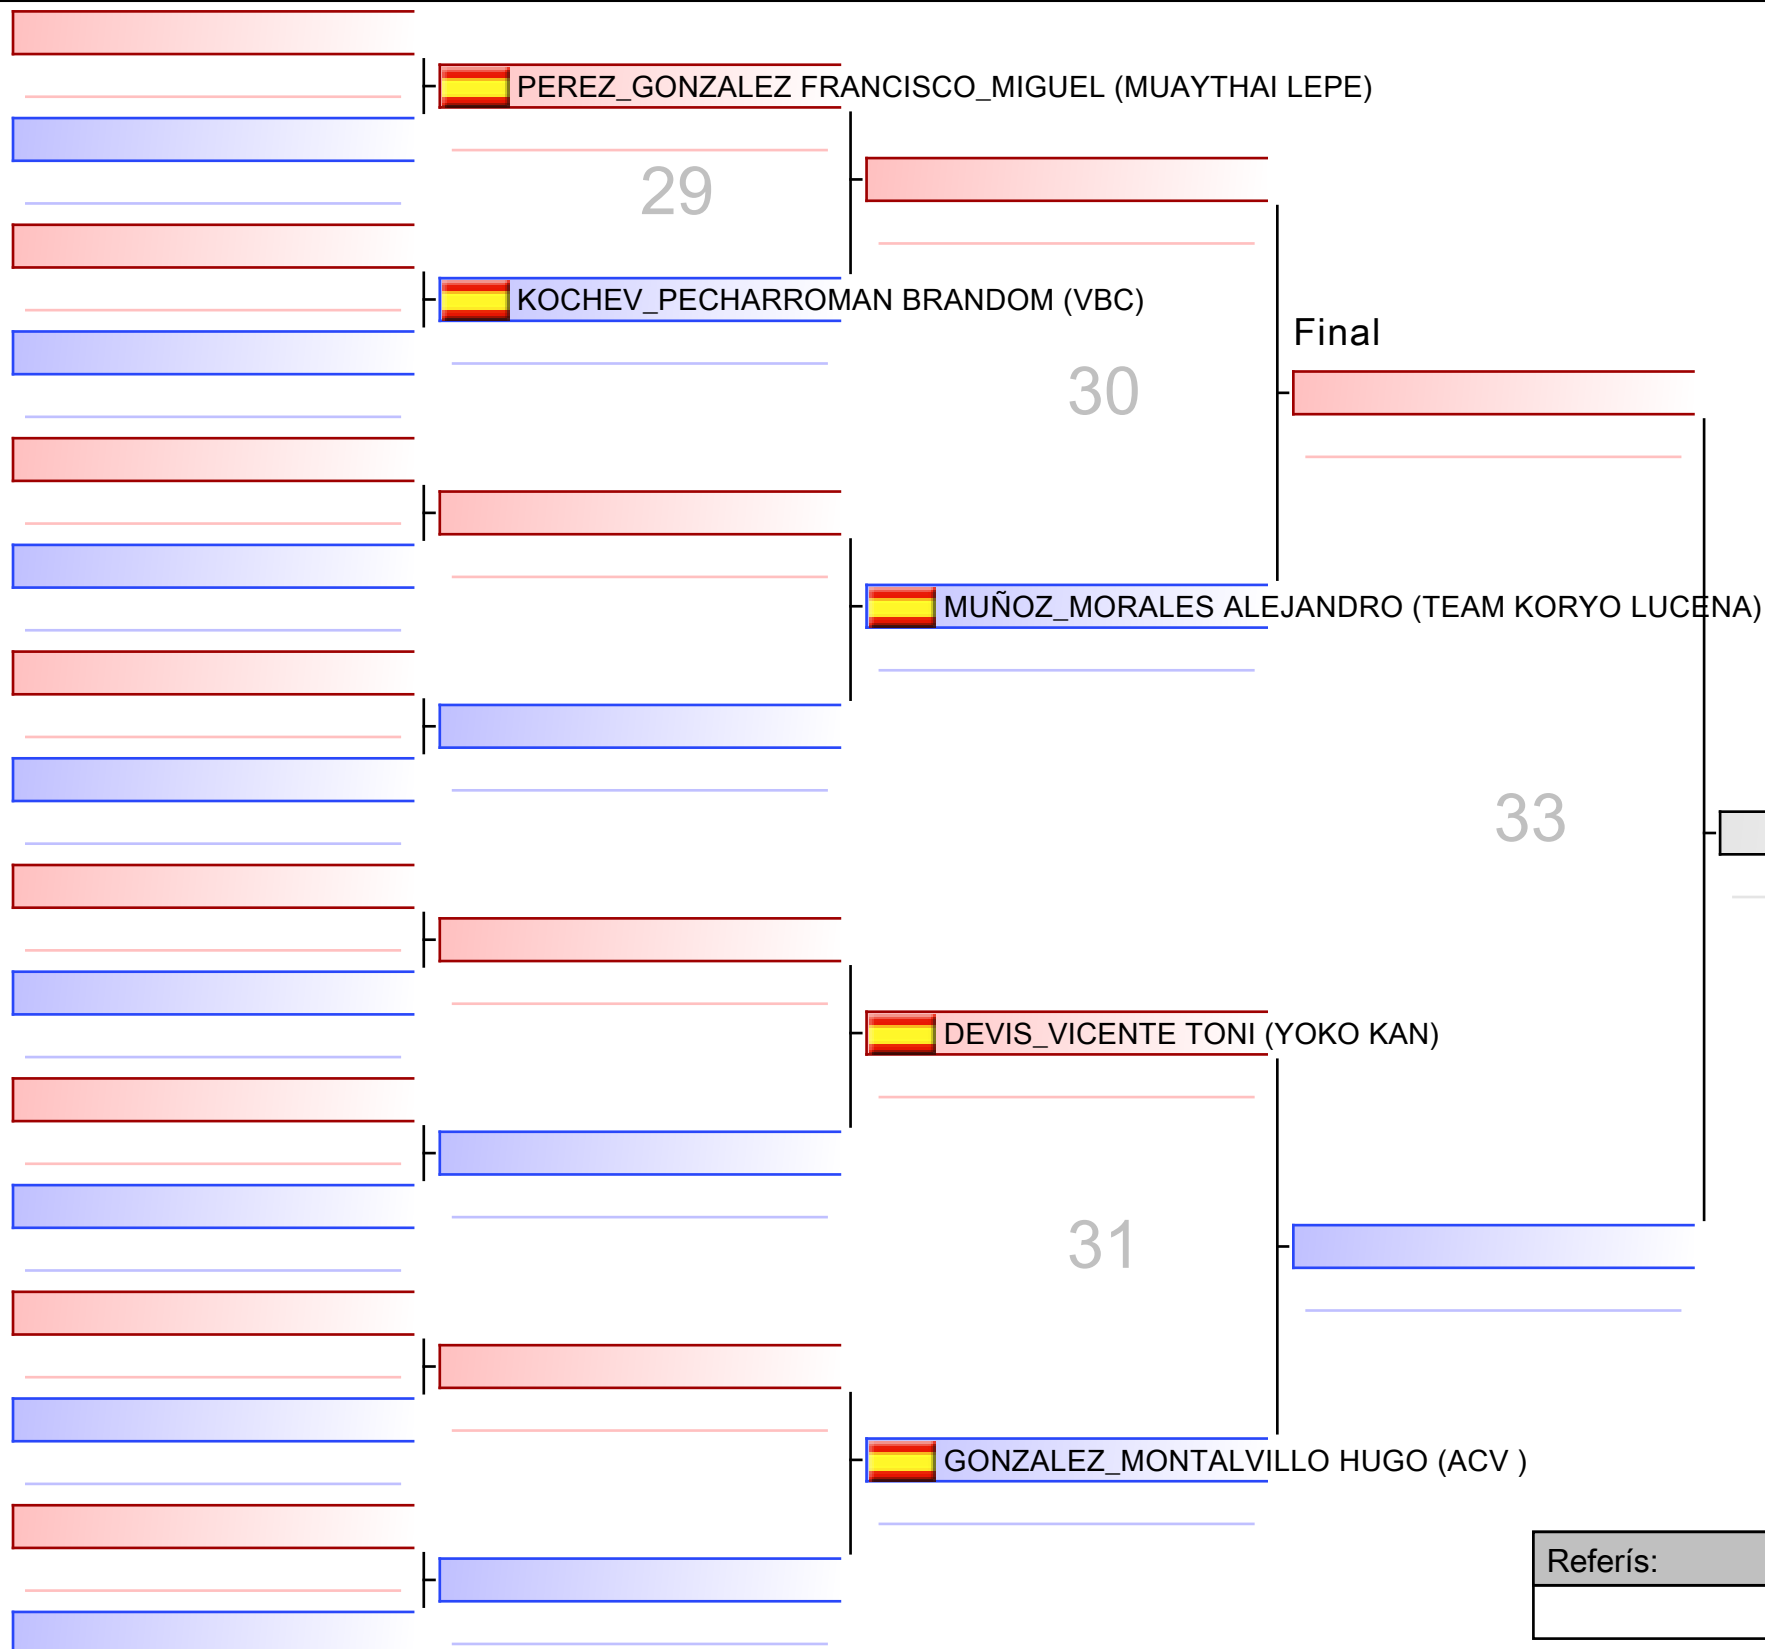 PEREZ_GONZALEZ FRANCISCO_MIGUEL (MUAYTHAI LEPE)
29
KOCHEV_PECHARROMAN BRANDOM (VBC)
Final
30
MUÑOZ_MORALES ALEJANDRO (TEAM KORYO LUCENA)
33
DEVIS_VICENTE TONI (YOKO KAN)
31
GONZALEZ_MONTALVILLO HUGO (ACV )
Referís: